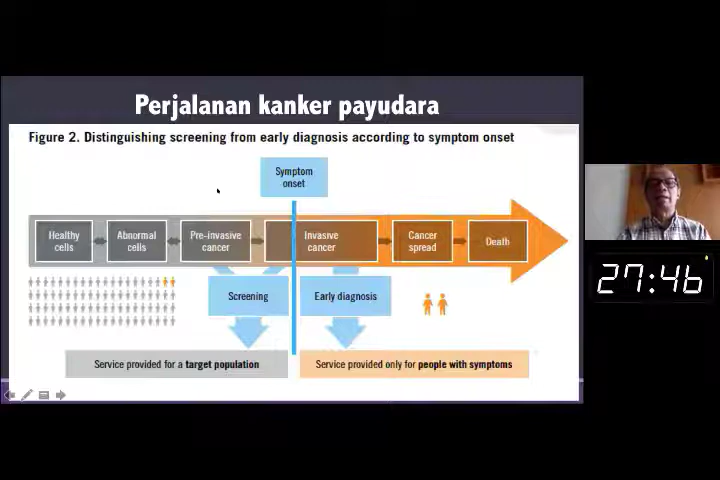 Perjalanan kanker payudara
Figure 2. Distinguishing screening from early diagnosis according to symptom onset
Symptom
onset
Healthy
cells
Abnormal
cells
Pre-invasive
cancer
Invasive
cancer
Cancer
spread
Death
Screening
Early diagnosis
Service provided for a target population
Service provided only for people with symptoms
27:46